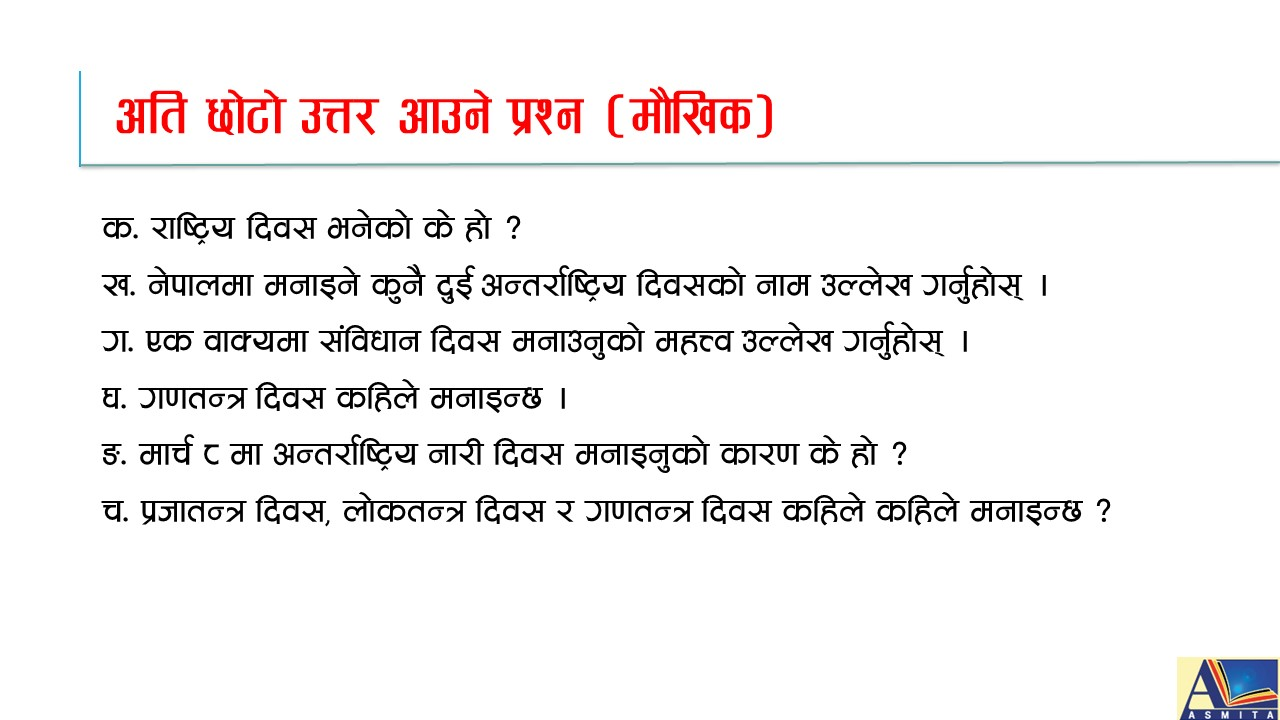 अति छोटो उत्तर आउने प्रश्न (मौखिक)
क. राष्ट्रिय दिवस भनेको के हो ?
ख. नेपालमा मनाइने कुनै दुई अन्तर्राष्ट्रिय दिवसको नाम उल्लेख गर्नुहोस् ।
ग. एक वाक्यमा संविधान दिवस मनाउनुको महत्त्व उल्लेख गर्नुहोस् ।
घ. गणतन्त्र दिवस कहिले मनाइन्छ ।
ङ. मार्च ८ मा अन्तर्राष्ट्रिय नारी दिवस मनाइनुको कारण के हो ?
च. प्रजातन्त्र दिवस, लोकतन्त्र दिवस र गणतन्त्र दिवस कहिले कहिले मनाइन्छ ?
ASMITA